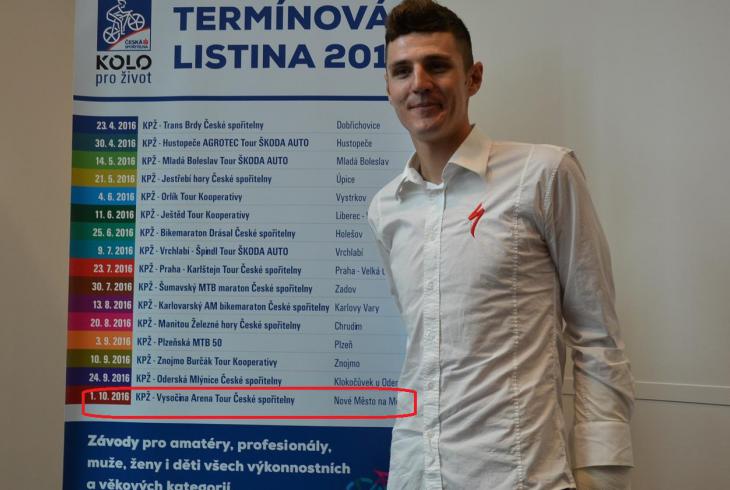 TERMÍNOVÁ
LISTINA 201
ČESKÁ
spořitelna
KOLO
pro život
23. 4. 2016 KPŽ - Trans Brdy České spořitelny Dobřichovice
30. 4. 2016 KPŽ - Hustopeče AGROTEC Tour ŠKODA AUTO Hustopeče
14. 5. 2016 KPŽ - Mladá Boleslav Tour ŠKODA AUTO Mladá Boleslav
21. 5. 2016 KPŽ - Jestřebí hory České spořitelny Úpice
4. 6. 2016 KPŽ - Orlík Tour Kooperativy Vystrkov
11. 6. 2016 KPŽ - Ještěd Tour Kooperativy Liberec -
25. 6. 2016 KPŽ - Bikemaraton Drásal České spořitelny Holešov
9. 7. 2016 KPŽ - Vrchlabí - Špindl Tour ŠKODA AUTO Vrchlabí
23. 7. 2016 KPŽ - Praha - Karlštejn Tour České spořitelny Praha - Velká
30. 7. 2016 KPŽ - Šumavský MTB maraton České spořitelny Zadov
13. 8. 2016 KPŽ - Karlovarský AM bikemaraton České spořitelny Karlovy Vary
20. 8. 2016 KPŽ - Manitou Železné hory České spořitelny Chrudim
3. 9. 2016 KPŽ - Plzeňská MTB 50 Plzeň
10. 9. 2016 KPŽ - Znojmo Burčák Tour Kooperativy Znojmo
24. 9. 2016 KPŽ - Oderská Mlýnice České spořitelny Klokočůvek u Oder
1. 10. 2016 KPŽ - Vysočina Arena Tour České spořitelny Nové Město na
Závody pro amatéry, profesionály,
muže, ženy i děti všech výkonnostních
a věkových kategorií